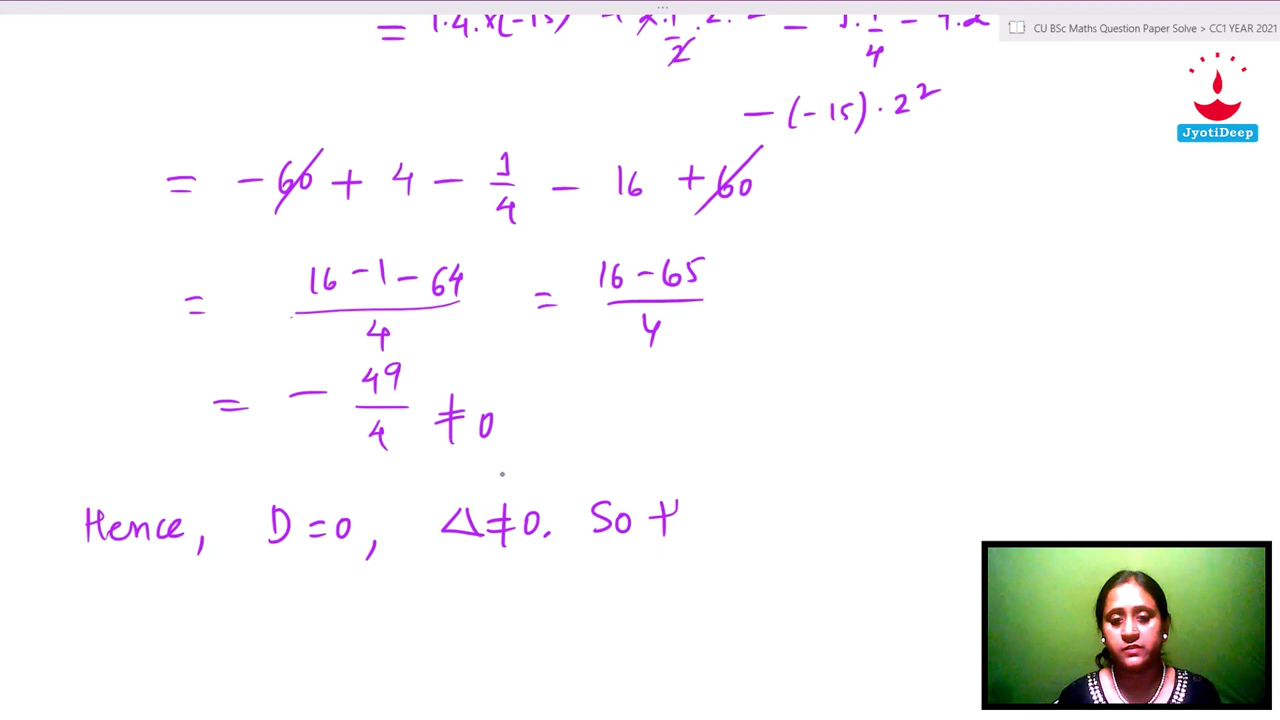 CU BSc Maths Question Paper Solve > CC1 YEAR 2021
JyotiDeep
− (−15) · 2²
= − 60 + 4 − 1/4 − 16 + 60
= (16 − 1 − 64)/4 = (16 − 65)/4
= − 49/4 ≠ 0
Hence, D = 0, Δ ≠ 0. So